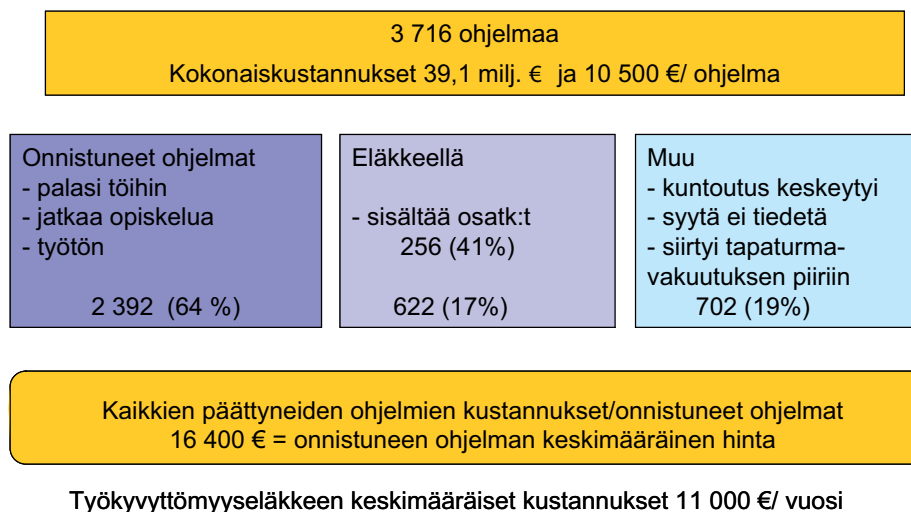 3 716 ohjelmaa
Kokonaiskustannukset 39,1 milj. € ja 10 500 €/ ohjelma
Onnistuneet ohjelmat
- palasi töihin
- jatkaa opiskelua
- työtön
2 392 (64 %)
Eläkkeellä
- sisältää osatk:t
256 (41%)
622 (17%)
Muu
- kuntoutus keskeytyi
- syytä ei tiedetä
- siirtyi tapaturma-
vakuutuksen piiriin
702 (19%)
Kaikkien päättyneiden ohjelmien kustannukset/onnistuneet ohjelmat
16 400 € = onnistuneen ohjelman keskimääräinen hinta
Työkyvyttömyyseläkkeen keskimääräiset kustannukset 11 000 €/ vuosi